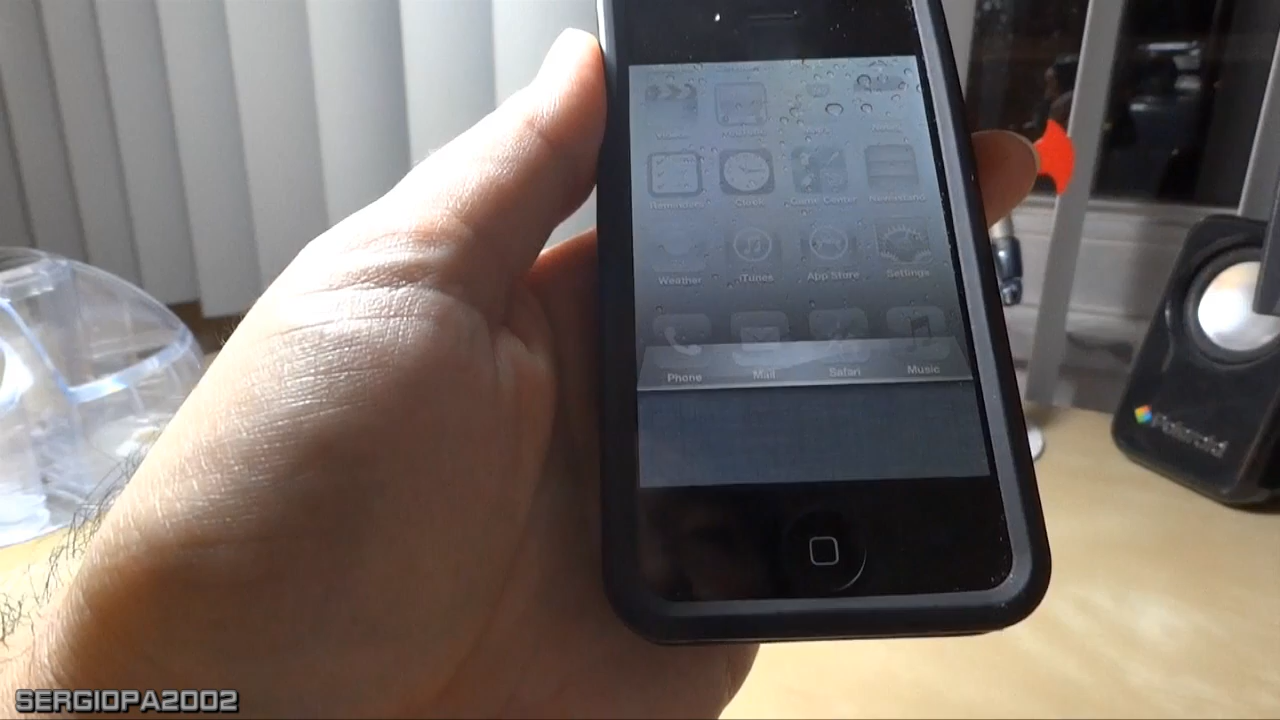 Reminders Clock Game Center Newsstand
Weather iTunes App Store Settings
Phone Mail Safari Music
Polaroid
SERGIOPA2002